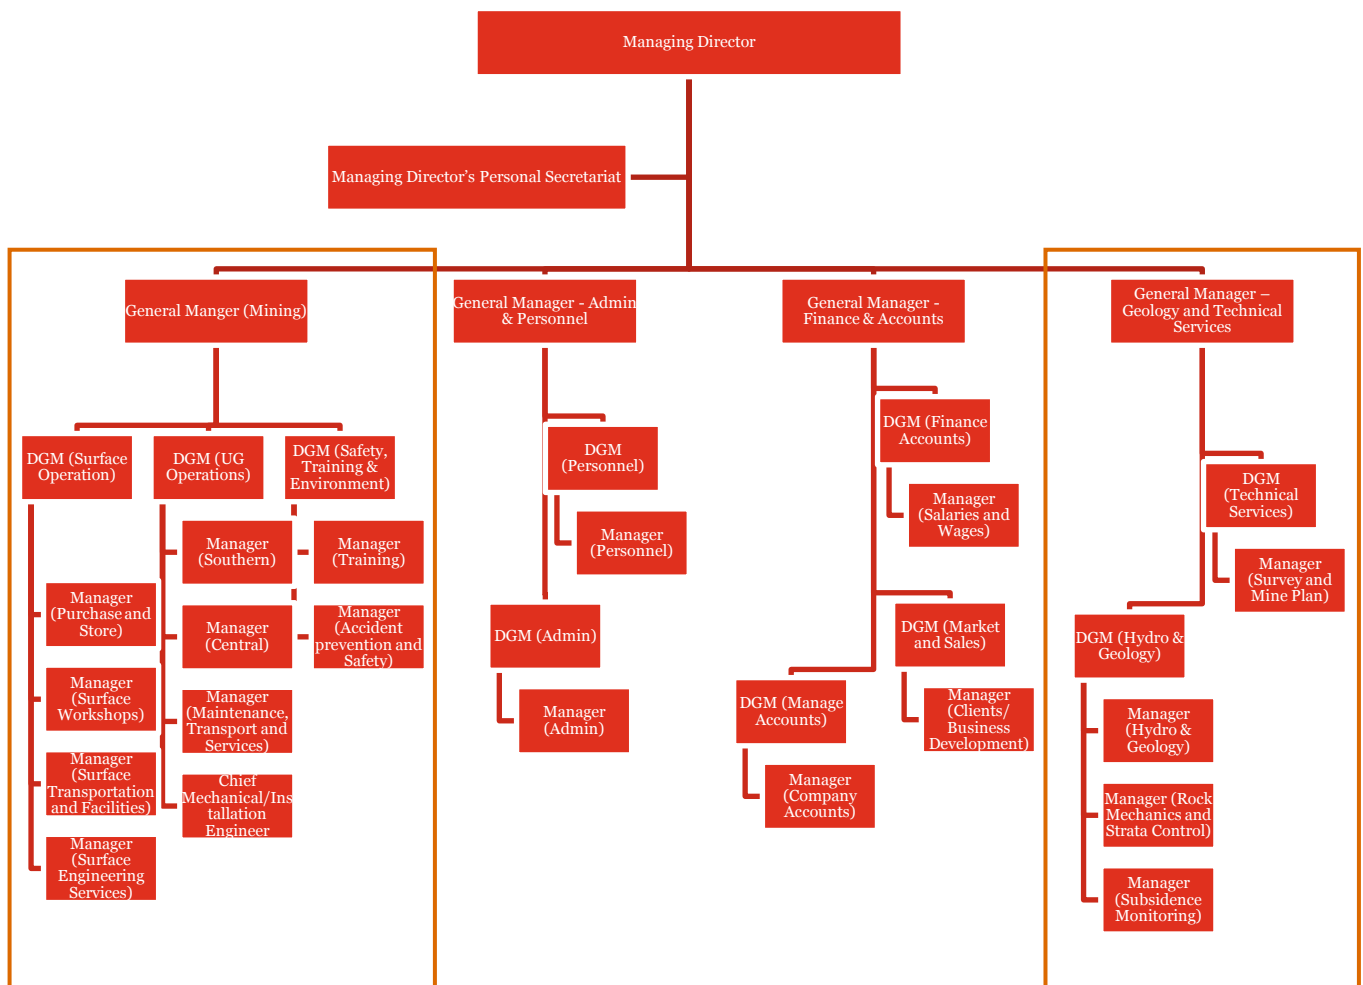 Managing Director
Managing Director’s Personal Secretariat
General Manger (Mining)
General Manager - Admin
& Personnel
General Manager -
Finance & Accounts
General Manager –
Geology and Technical
Services
DGM (Surface
Operation)
DGM (UG
Operations)
DGM (Safety,
Training &
Environment)
Manager
(Purchase and
Store)
Manager
(Surface
Workshops)
Manager
(Surface
Transportation
and Facilities)
Manager
(Surface
Engineering
Services)
Manager
(Southern)
Manager
(Central)
Manager
(Maintenance,
Transport and
Services)
Chief
Mechanical/Ins
tallation
Engineer
Manager
(Training)
Manager
(Accident
prevention and
Safety)
DGM
(Personnel)
Manager
(Personnel)
DGM (Admin)
Manager
(Admin)
DGM (Finance
Accounts)
Manager
(Salaries and
Wages)
DGM (Market
and Sales)
Manager
(Clients/
Business
Development)
DGM (Manage
Accounts)
Manager
(Company
Accounts)
DGM
(Technical
Services)
Manager
(Survey and
Mine Plan)
DGM (Hydro &
Geology)
Manager
(Hydro &
Geology)
Manager (Rock
Mechanics and
Strata Control)
Manager
(Subsidence
Monitoring)